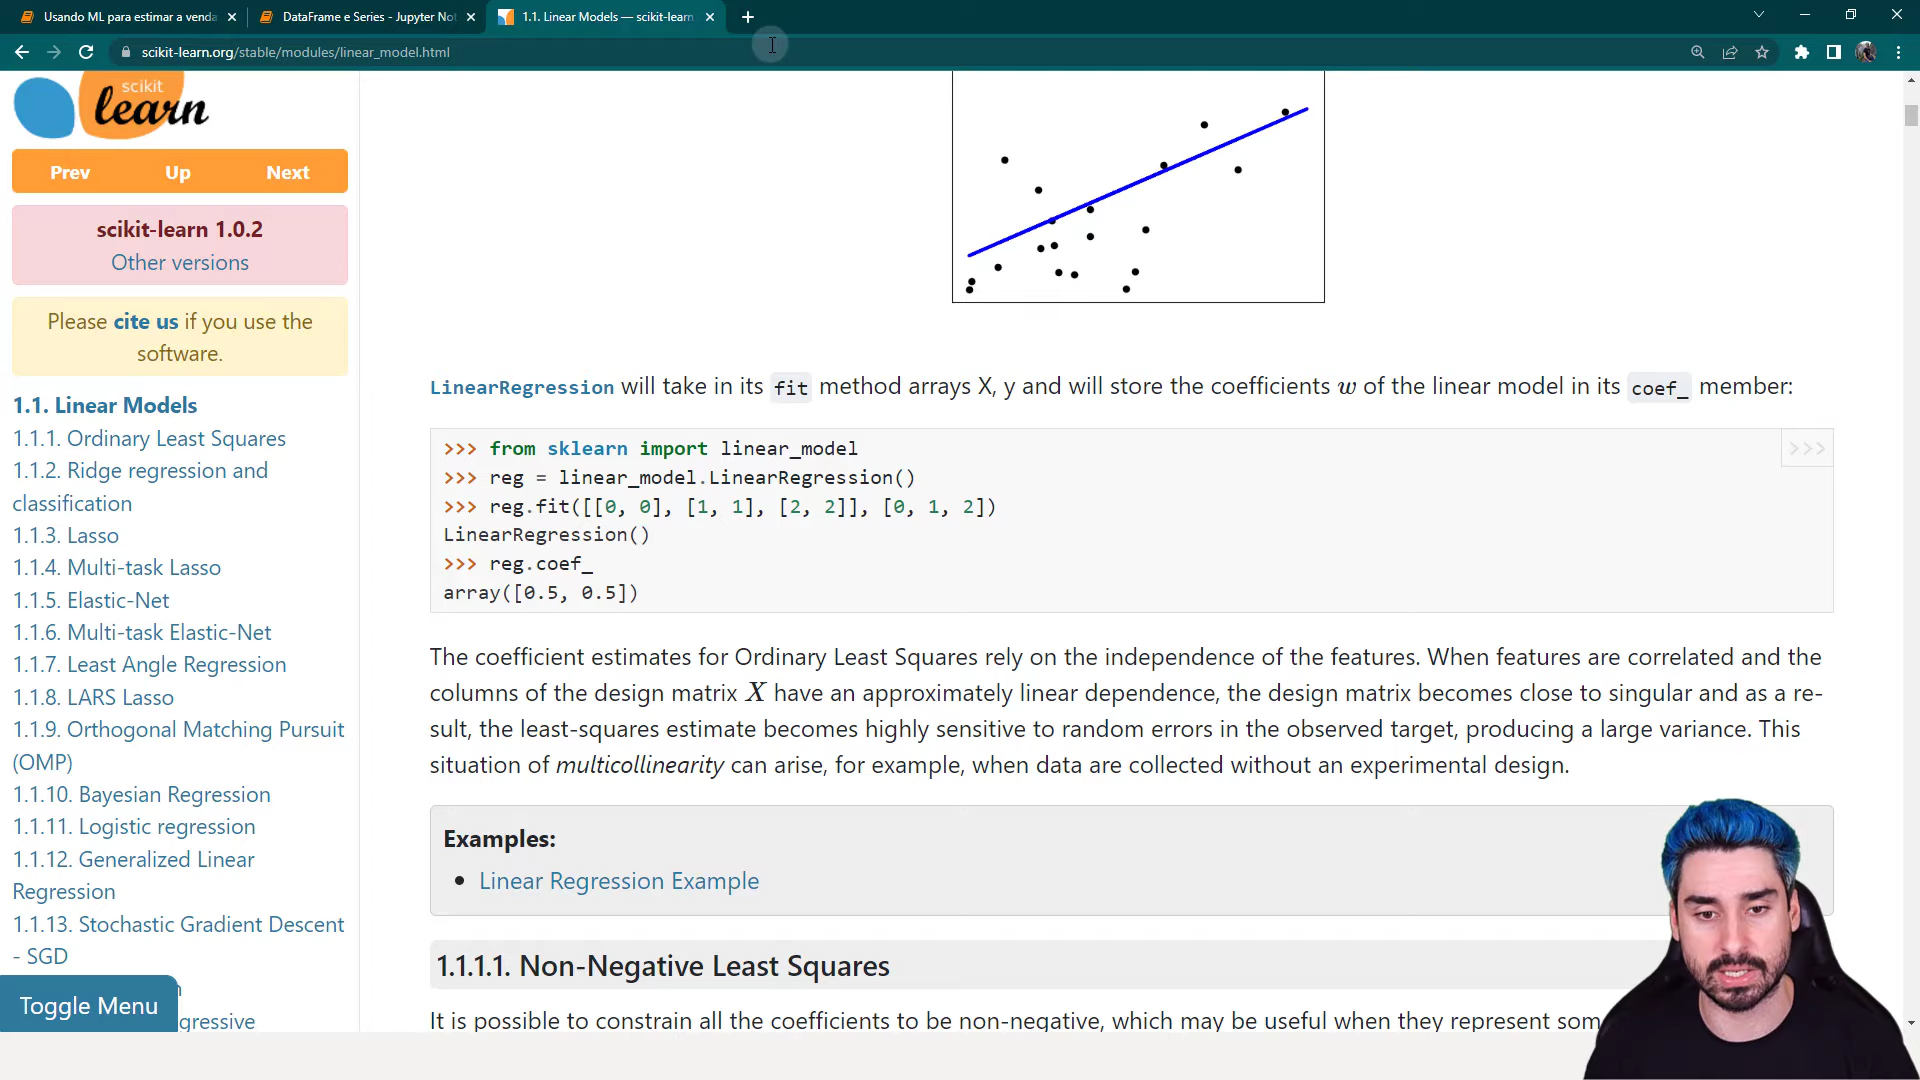 Usando ML para estimar a venda
DataFrame e Series - Jupyter Not
1.1. Linear Models — scikit-learn
scikit-learn.org/stable/modules/linear_model.html
scikit
learn
Prev Up Next
scikit-learn 1.0.2
Other versions
Please cite us if you use the
software.
1.1. Linear Models
1.1.1. Ordinary Least Squares
1.1.2. Ridge regression and
classification
1.1.3. Lasso
1.1.4. Multi-task Lasso
1.1.5. Elastic-Net
1.1.6. Multi-task Elastic-Net
1.1.7. Least Angle Regression
1.1.8. LARS Lasso
1.1.9. Orthogonal Matching Pursuit
(OMP)
1.1.10. Bayesian Regression
1.1.11. Logistic regression
1.1.12. Generalized Linear
Regression
1.1.13. Stochastic Gradient Descent
- SGD
Toggle Menu
gressive
LinearRegression will take in its fit method arrays X, y and will store the coefficients w of the linear model in its coef_ member:
>>> from sklearn import linear_model
>>> reg = linear_model.LinearRegression()
>>> reg.fit([[0, 0], [1, 1], [2, 2]], [0, 1, 2])
LinearRegression()
>>> reg.coef_
array([0.5, 0.5])
>>>
The coefficient estimates for Ordinary Least Squares rely on the independence of the features. When features are correlated and the
columns of the design matrix X have an approximately linear dependence, the design matrix becomes close to singular and as a re-
sult, the least-squares estimate becomes highly sensitive to random errors in the observed target, producing a large variance. This
situation of multicollinearity can arise, for example, when data are collected without an experimental design.
Examples:
• Linear Regression Example
1.1.1.1. Non-Negative Least Squares
It is possible to constrain all the coefficients to be non-negative, which may be useful when they represent som